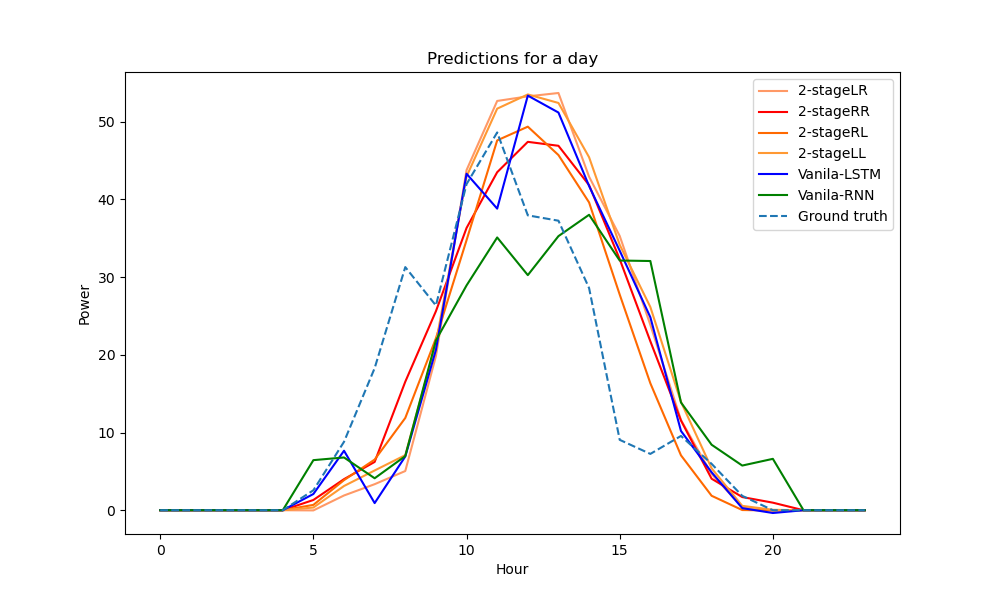 Predictions for a day
2-stageLR
2-stageRR
2-stageRL
2-stageLL
Vanila-LSTM
Vanila-RNN
Ground truth
Power
50
40
30
20
10
0
0 5 10 15 20
Hour